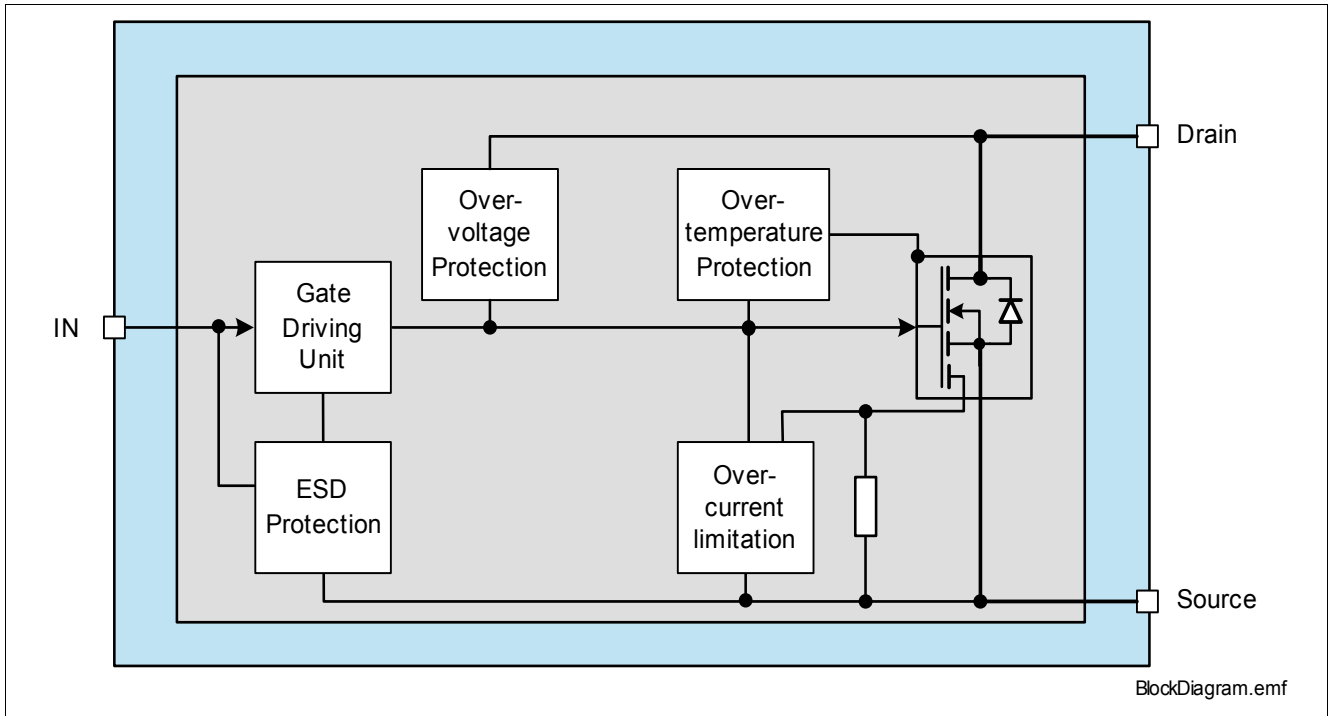 Drain
Over-
voltage
Protection
Over-
temperature
Protection
IN
Gate
Driving
Unit
ESD
Protection
Over-
current
limitation
Source
BlockDiagram.emf